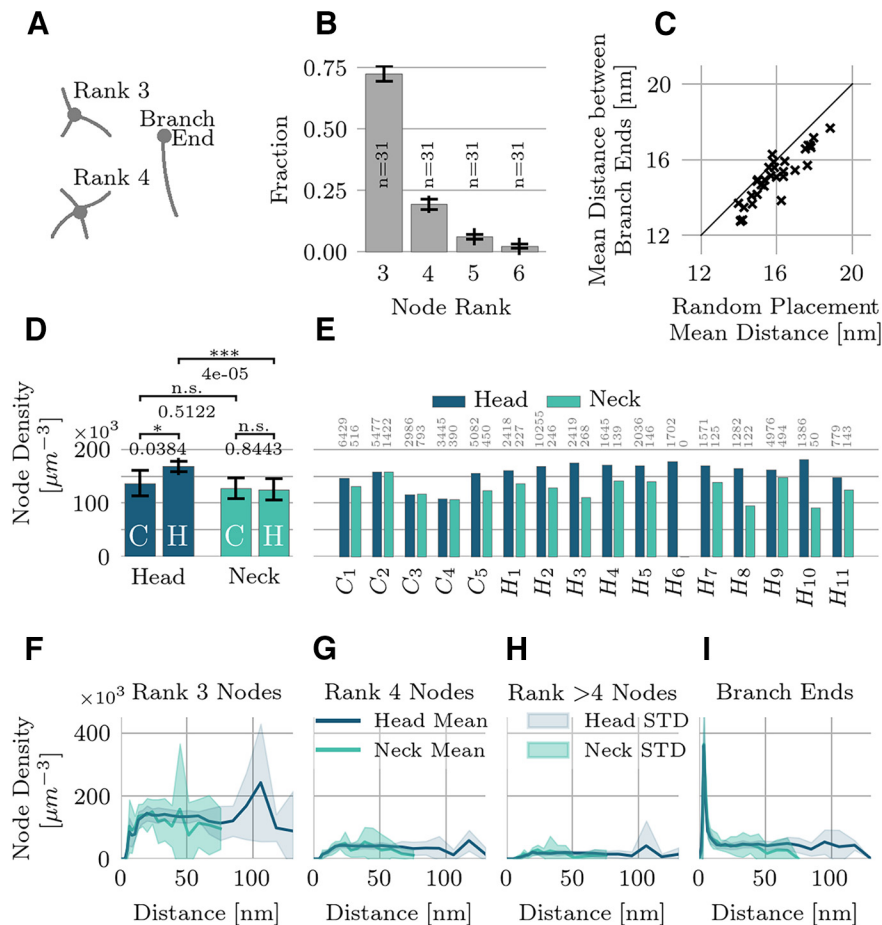 A
Rank 3
Branch
End
Rank 4
B
Fraction
0.75
0.50
0.25
0.00
n=31
n=31
n=31
n=31
3 4 5 6
Node Rank
C
Mean Distance between
Branch Ends [nm]
20
16
12
12 16 20
Random Placement
Mean Distance [nm]
D
Node Density
[μm⁻³]
×10³
200
100
0
***
4e-05
n.s.
0.5122
*
0.0384
n.s.
0.8443
C H C H
Head Neck
E
Head Neck
6429 516
5477 1422
2986 793
3445 390
5082 450
2418 227
10255 246
2419 268
1645 139
2036 146
1702 0
1571 125
1282 122
4976 494
1386 50
779 143
200
100
0
C₁ C₂ C₃ C₄ C₅ H₁ H₂ H₃ H₄ H₅ H₆ H₇ H₈ H₉ H₁₀ H₁₁
F
Rank 3 Nodes
Node Density
[μm⁻³]
×10³
400
200
0
0 50 100
Distance [nm]
G
Rank 4 Nodes
Head Mean
Neck Mean
0 50 100
Distance [nm]
H
Rank >4 Nodes
Head STD
Neck STD
0 50 100
Distance [nm]
I
Branch Ends
0 50 100
Distance [nm]